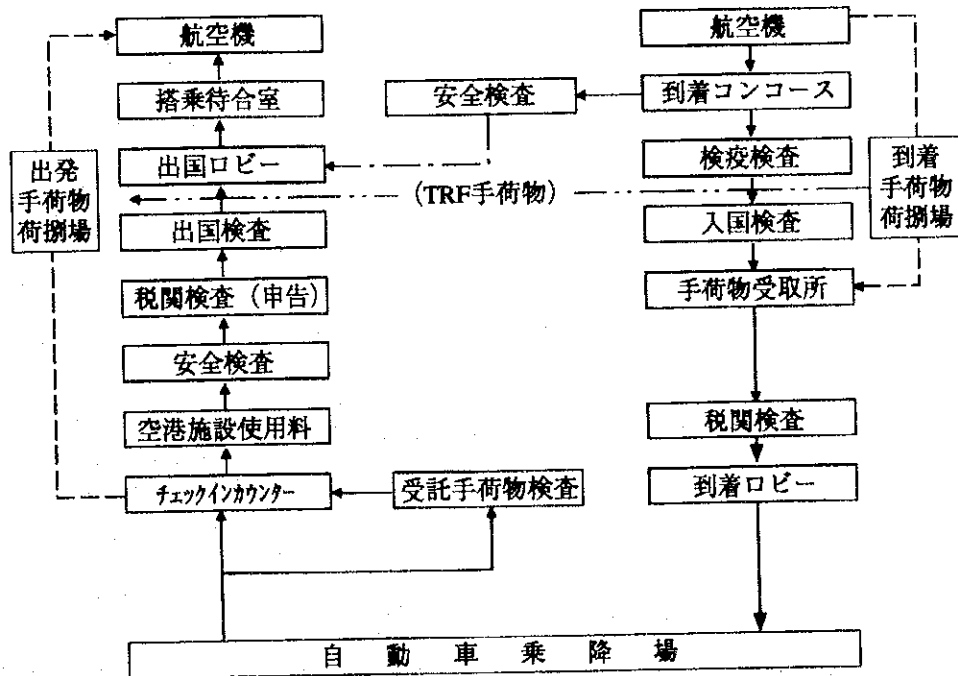 航空機
航空機
搭乗待合室
安全検査
到着コンコース
出発
手荷物
荷捌場
出国ロビー
検疫検査
到着
手荷物
荷捌場
(TRF手荷物)
出国検査
入国検査
税関検査(申告)
手荷物受取所
安全検査
空港施設使用料
税関検査
チェックインカウンター
受託手荷物検査
到着ロビー
自動車乗降場